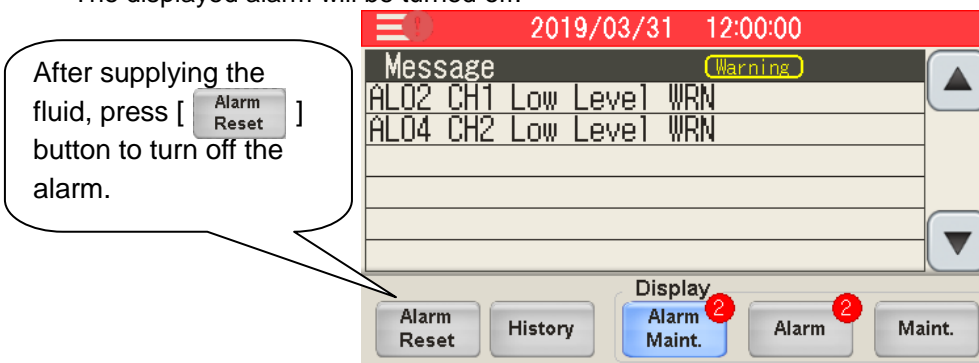 The displayed alarm will be turned off.
2019/03/31 12:00:00
After supplying the
fluid, press [ Alarm Reset ]
button to turn off the
alarm.
Message Warning
AL02 CH1 Low Level WRN
AL04 CH2 Low Level WRN
Display
Alarm Reset
History
Alarm Maint. 2
Alarm 2
Maint.